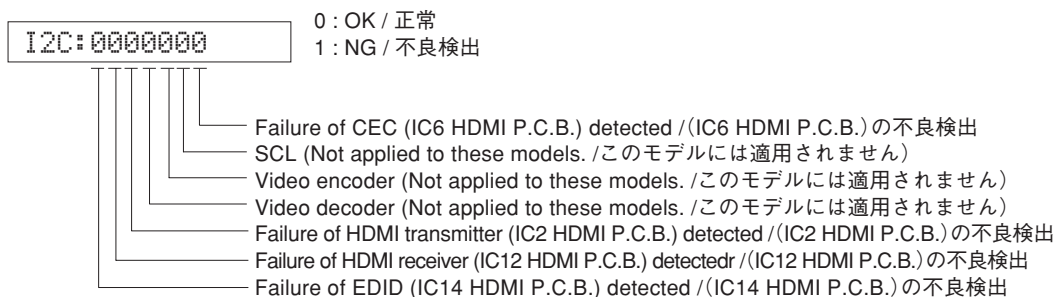 I2C:0000000
0 : OK / 正常
1 : NG / 不良検出
Failure of CEC (IC6 HDMI P.C.B.) detected /（IC6 HDMI P.C.B.）の不良検出
SCL (Not applied to these models. /このモデルには適用されません）
Video encoder (Not applied to these models. /このモデルには適用されません）
Video decoder (Not applied to these models. /このモデルには適用されません）
Failure of HDMI transmitter (IC2 HDMI P.C.B.) detected /（IC2 HDMI P.C.B.）の不良検出
Failure of HDMI receiver (IC12 HDMI P.C.B.) detectedr /（IC12 HDMI P.C.B.）の不良検出
Failure of EDID (IC14 HDMI P.C.B.) detected /（IC14 HDMI P.C.B.）の不良検出